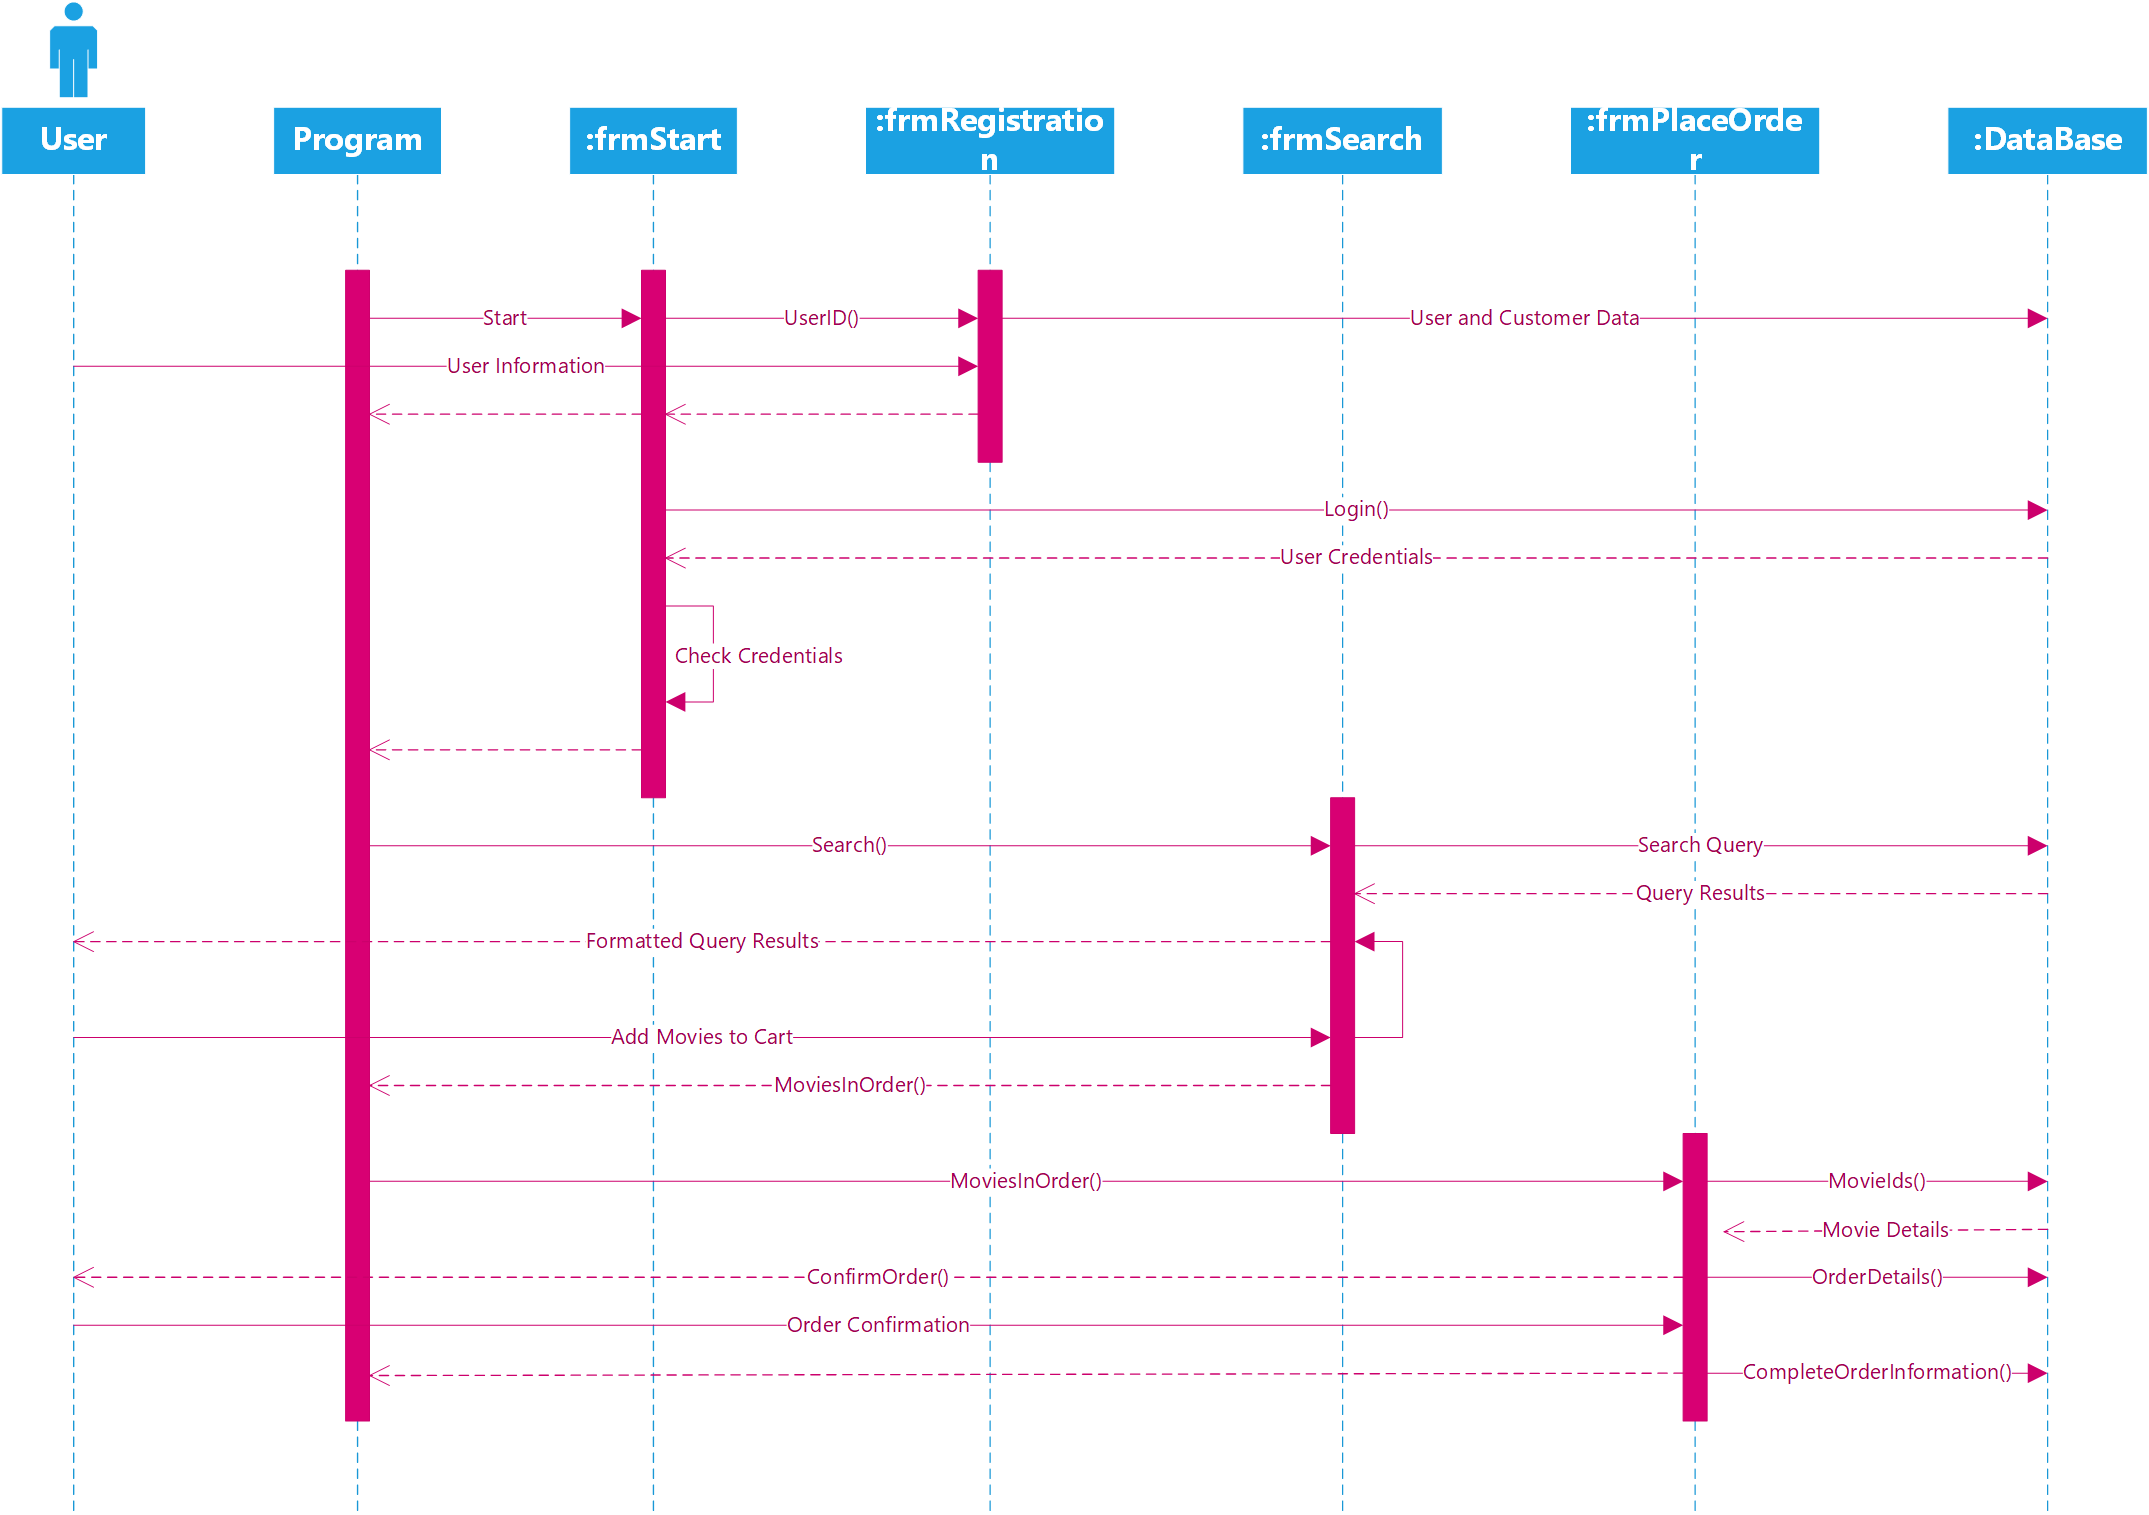 User
Program
:frmStart
:frmRegistratio
n
:frmSearch
:frmPlaceOrde
r
:DataBase
Start
UserID()
User and Customer Data
User Information
Login()
User Credentials
Check Credentials
Search()
Search Query
Query Results
Formatted Query Results
Add Movies to Cart
MoviesInOrder()
MoviesInOrder()
MovieIds()
Movie Details
ConfirmOrder()
OrderDetails()
Order Confirmation
CompleteOrderInformation()